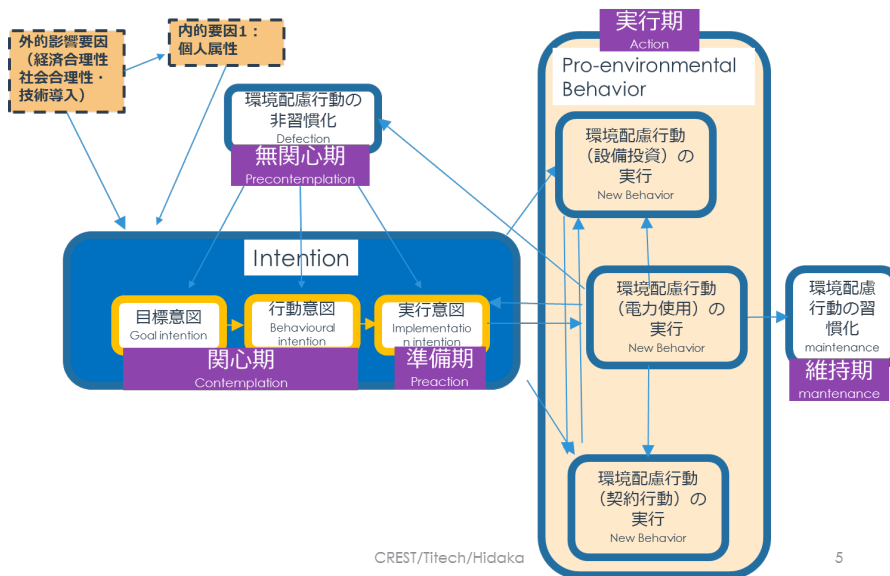 外的影響要因
（経済合理性
社会合理性・
技術導入）
内的要因1：
個人属性
環境配慮行動の
非習慣化
Defection
無関心期
Precontemplation
Intention
目標意図
Goal intention
行動意図
Behavioural
intention
実行意図
Implementatio
n intention
関心期
Contemplation
準備期
Preaction
実行期
Action
Pro-environmental
Behavior
環境配慮行動
（設備投資）の
実行
New Behavior
環境配慮行動
（電力使用）の
実行
New Behavior
環境配慮行動
（契約行動）の
実行
New Behavior
環境配慮
行動の習
慣化
maintenance
維持期
mantenance
CREST/Titech/Hidaka
5